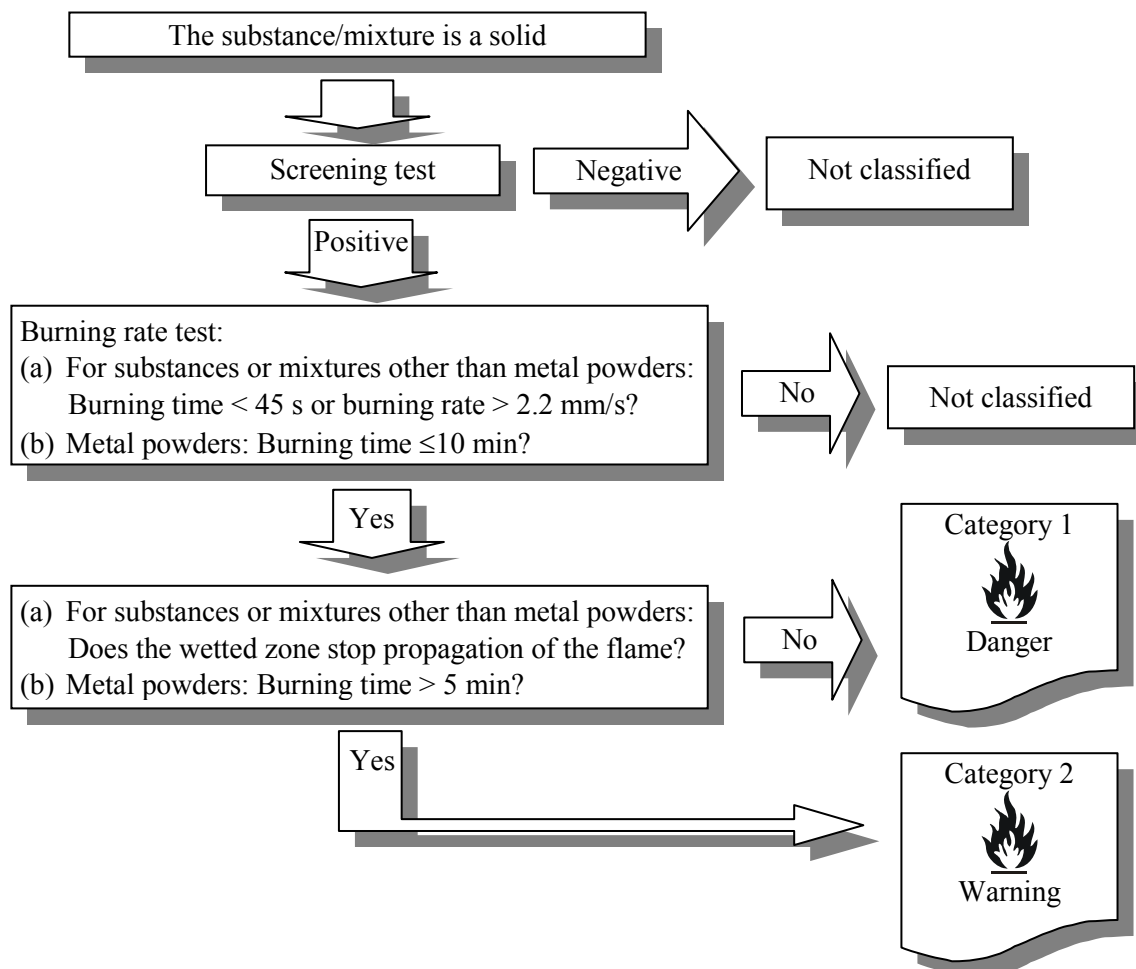 The substance/mixture is a solid
Screening test
Negative
Not classified
Positive
Burning rate test:
(a) For substances or mixtures other than metal powders:
Burning time < 45 s or burning rate > 2.2 mm/s?
(b) Metal powders: Burning time ≤10 min?
No
Not classified
Yes
(a) For substances or mixtures other than metal powders:
Does the wetted zone stop propagation of the flame?
(b) Metal powders: Burning time > 5 min?
No
Category 1
Danger
Yes
Category 2
Warning